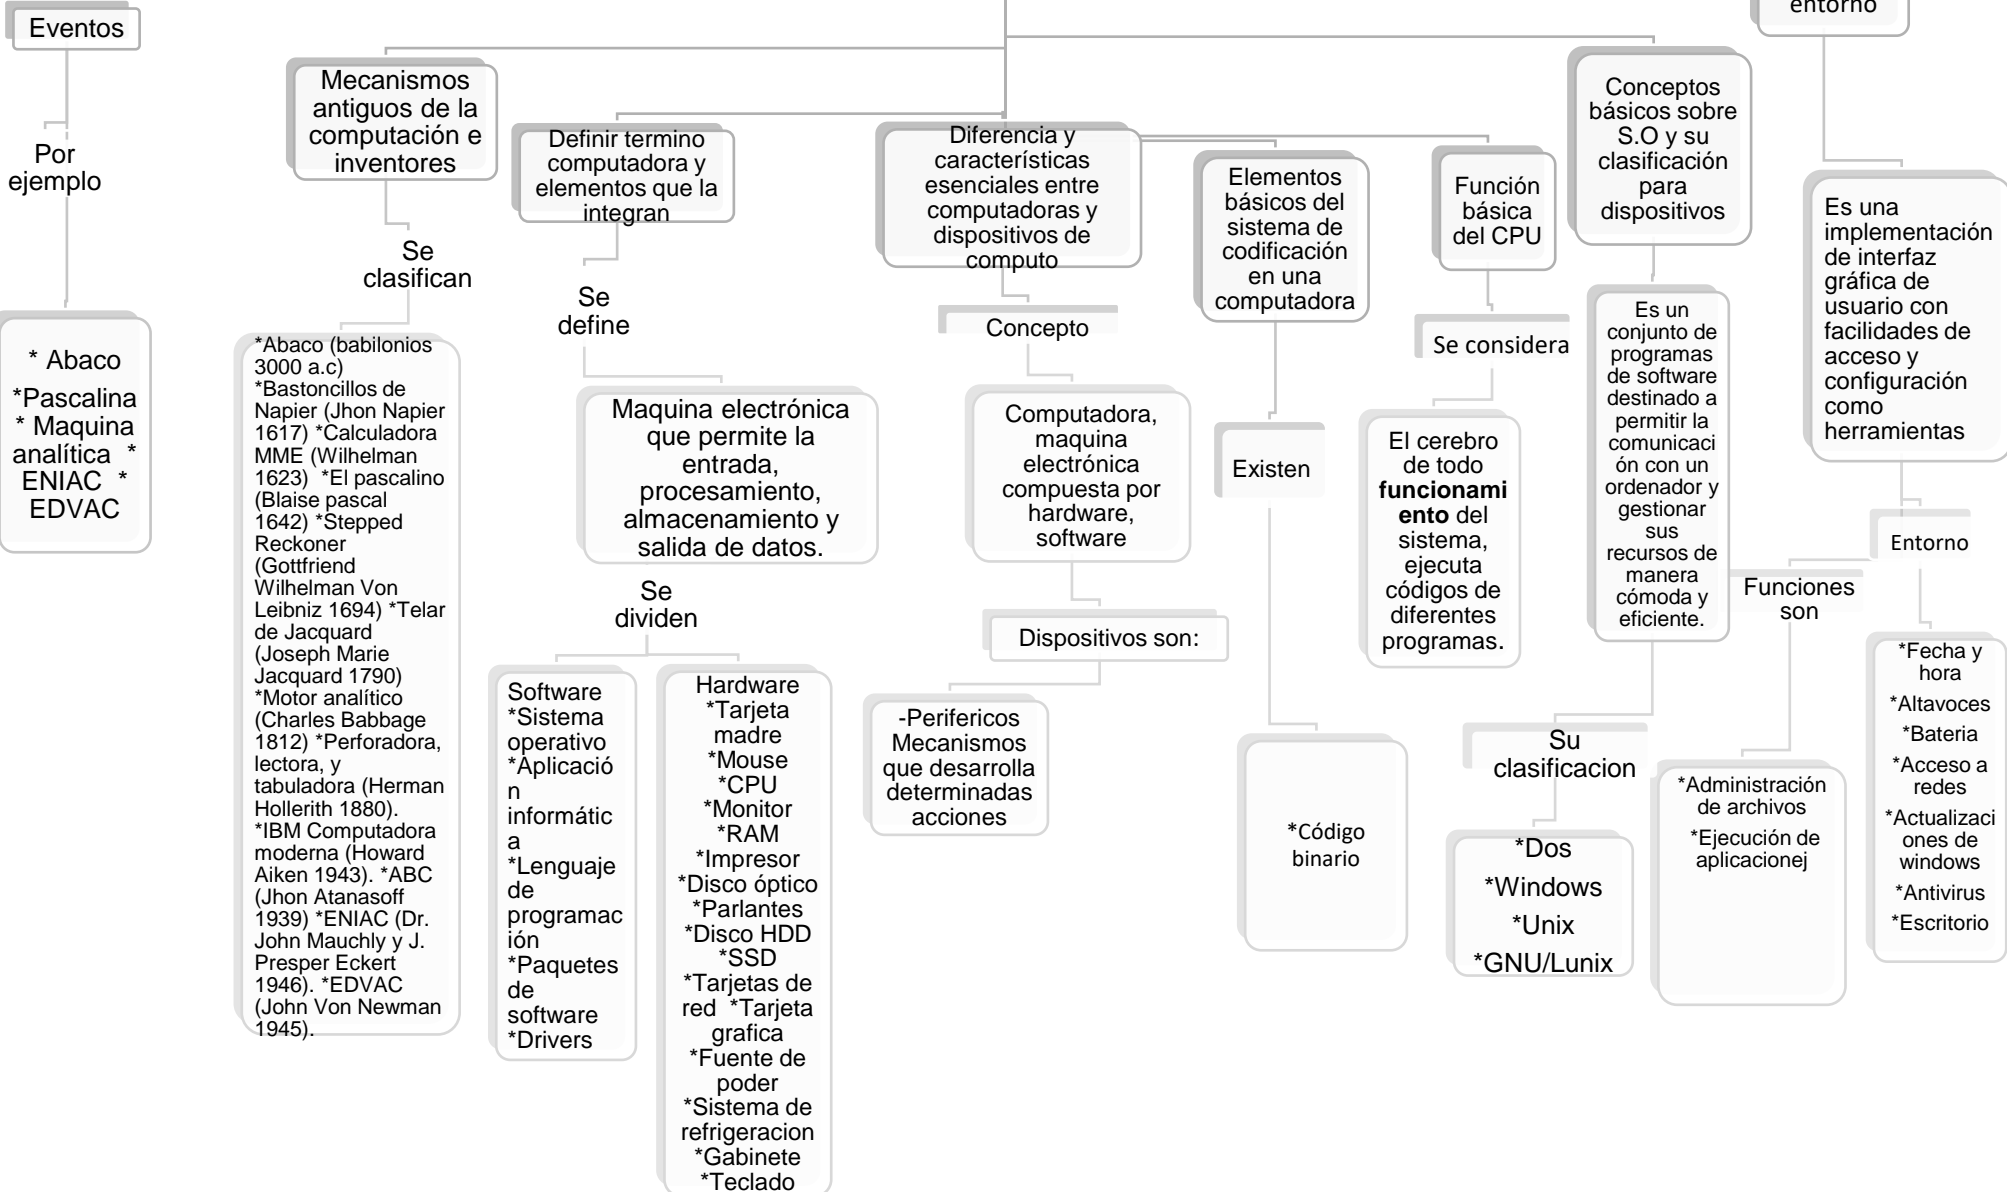 Eventos
Por
ejemplo
* Abaco
*Pascalina
* Maquina
analítica *
ENIAC *
EDVAC
Mecanismos
antiguos de la
computación e
inventores
Se
clasifican
*Abaco (babilonios
3000 a.c)
*Bastoncillos de
Napier (Jhon Napier
1617) *Calculadora
MME (Wilhelman
1623) *El pascalino
(Blaise pascal
1642) *Stepped
Reckoner
(Gottfriend
Wilhelman Von
Leibniz 1694) *Telar
de Jacquard
(Joseph Marie
Jacquard 1790)
*Motor analítico
(Charles Babbage
1812) *Perforadora,
lectora, y
tabuladora (Herman
Hollerith 1880).
*IBM Computadora
moderna (Howard
Aiken 1943). *ABC
(Jhon Atanasoff
1939) *ENIAC (Dr.
John Mauchly y J.
Presper Eckert
1946). *EDVAC
(John Von Newman
1945).
Definir termino
computadora y
elementos que la
integran
Se
define
Maquina electrónica
que permite la
entrada,
procesamiento,
almacenamiento y
salida de datos.
Se
dividen
Software
*Sistema
operativo
*Aplicació
n
informátic
a
*Lenguaje
de
programac
ión
*Paquetes
de
software
*Drivers
Hardware
*Tarjeta
madre
*Mouse
*CPU
*Monitor
*RAM
*Impresor
*Disco óptico
*Parlantes
*Disco HDD
*SSD
*Tarjetas de
red *Tarjeta
grafica
*Fuente de
poder
*Sistema de
refrigeracion
*Gabinete
*Teclado
Diferencia y
características
esenciales entre
computadoras y
dispositivos de
computo
Concepto
Computadora,
maquina
electrónica
compuesta por
hardware,
software
Dispositivos son:
-Perifericos
Mecanismos
que desarrolla
determinadas
acciones
Elementos
básicos del
sistema de
codificación
en una
computadora
Existen
*Código
binario
Función
básica
del CPU
Se considera
El cerebro
de todo
funcionami
ento del
sistema,
ejecuta
códigos de
diferentes
programas.
Conceptos
básicos sobre
S.O y su
clasificación
para
dispositivos
Es un
conjunto de
programas
de software
destinado a
permitir la
comunicaci
ón con un
ordenador y
gestionar
sus
recursos de
manera
cómoda y
eficiente.
Su
clasificacion
*Dos
*Windows
*Unix
*GNU/Lunix
entorno
Es una
implementación
de interfaz
gráfica de
usuario con
facilidades de
acceso y
configuración
como
herramientas
Entorno
Funciones
son
*Administración
de archivos
*Ejecución de
aplicacionej
*Fecha y
hora
*Altavoces
*Bateria
*Acceso a
redes
*Actualizaci
ones de
windows
*Antivirus
*Escritorio